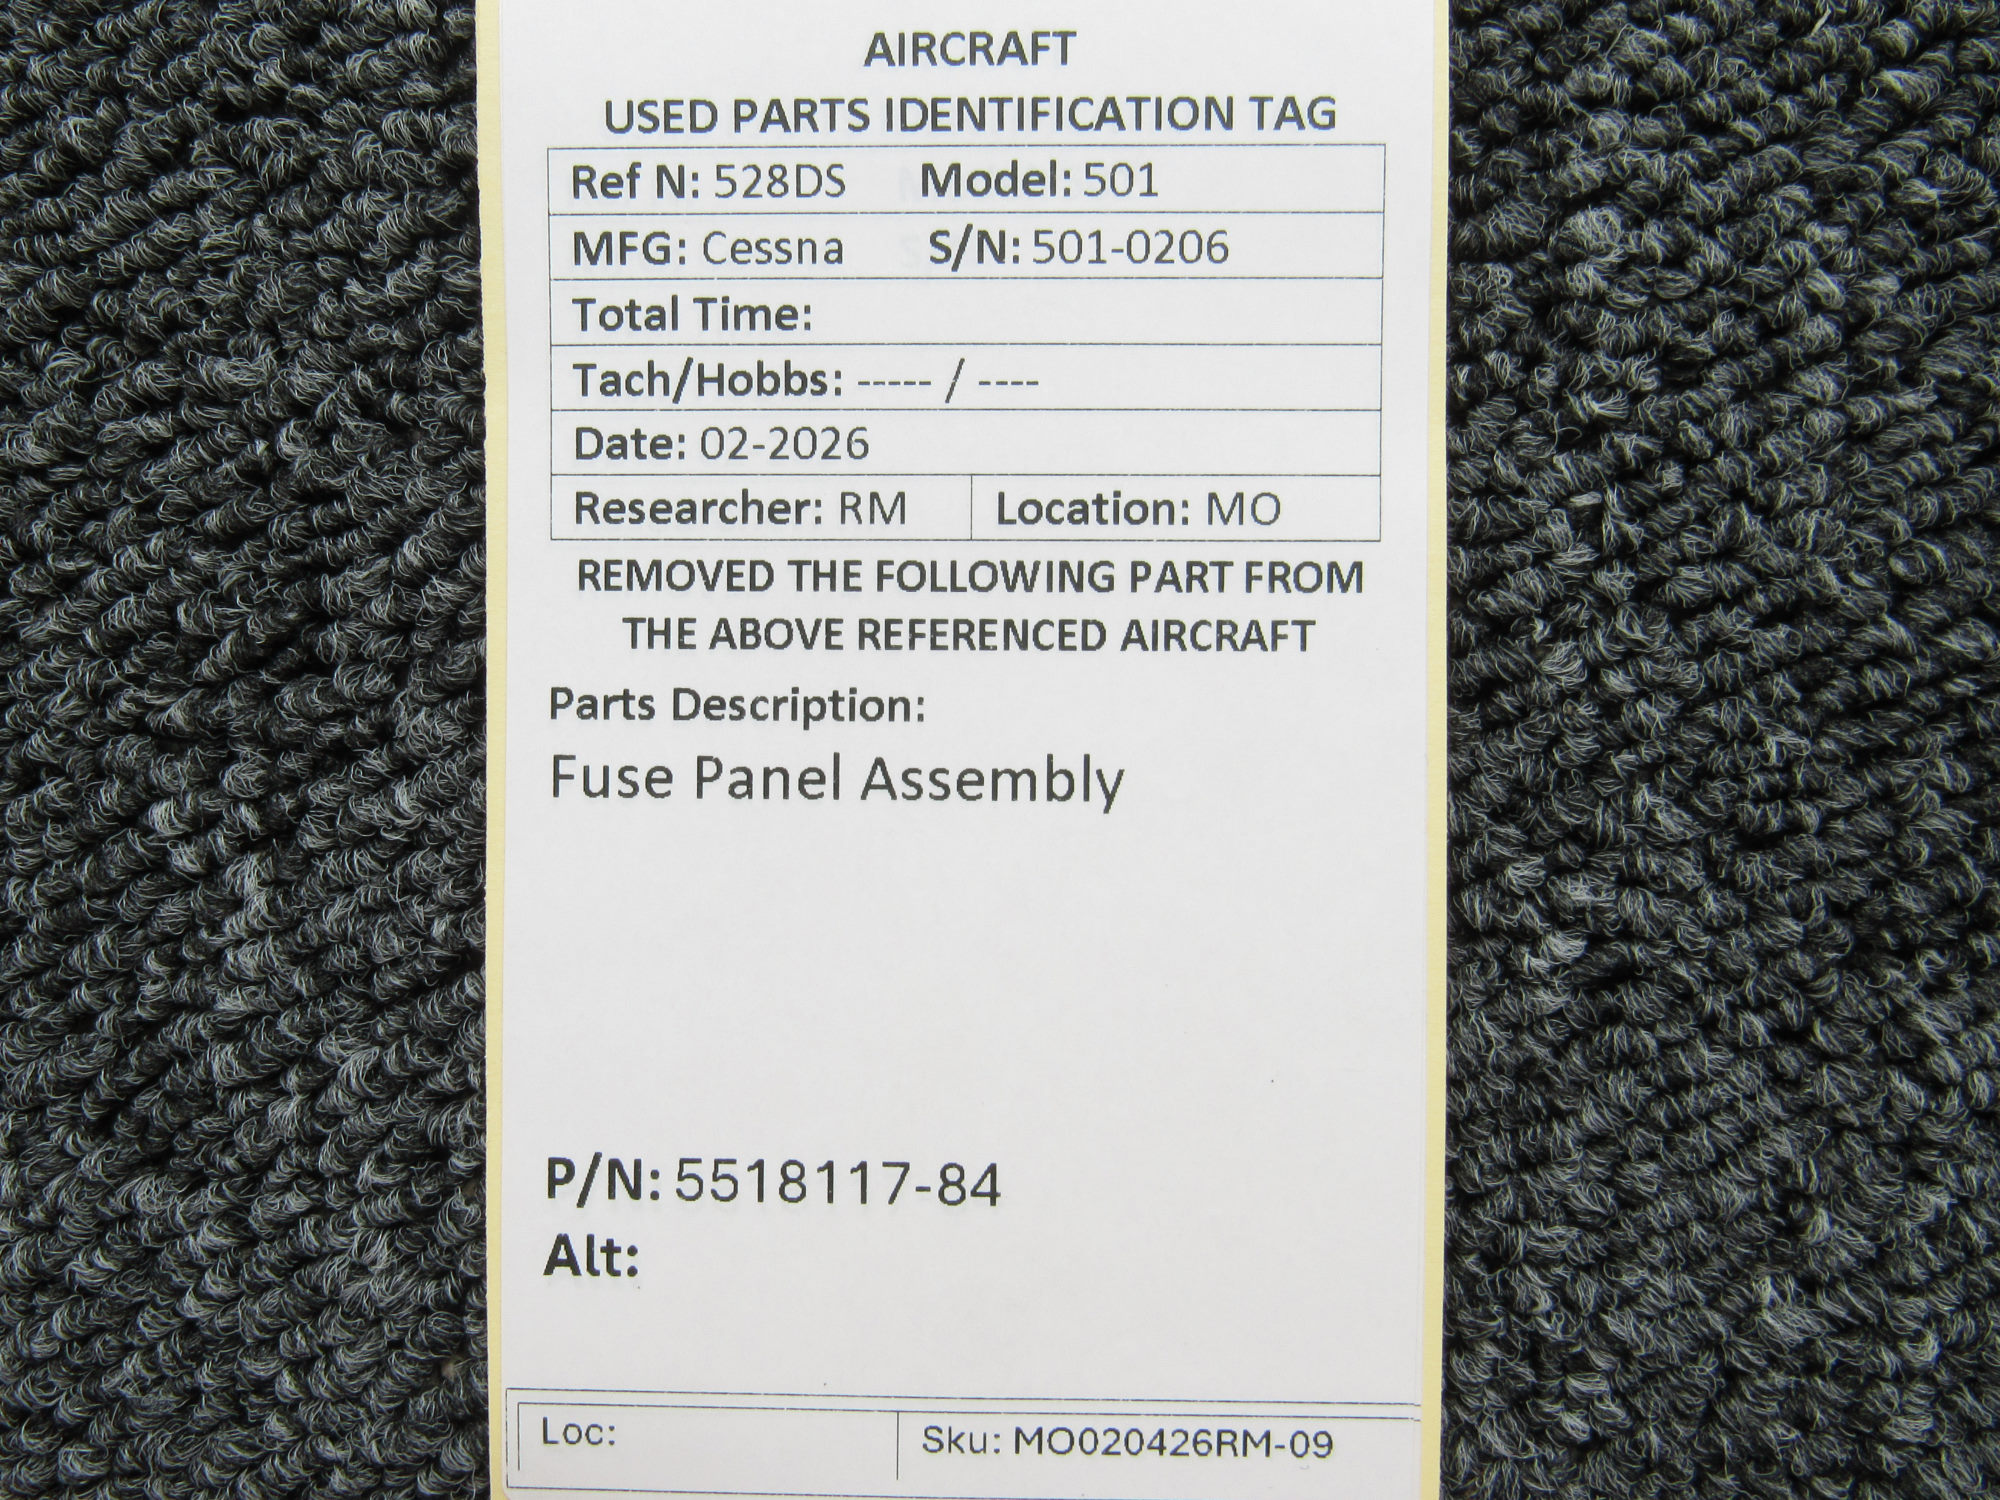 AIRCRAFT
USED PARTS IDENTIFICATION TAG
Ref N: 528DS Model: 501
MFG: Cessna S/N: 501-0206
Total Time:
Tach/Hobbs: ----- / ----
Date: 02-2026
Researcher: RM Location: MO
REMOVED THE FOLLOWING PART FROM
THE ABOVE REFERENCED AIRCRAFT
Parts Description:
Fuse Panel Assembly
P/N: 5518117-84
Alt:
Loc: Sku: MO020426RM-09